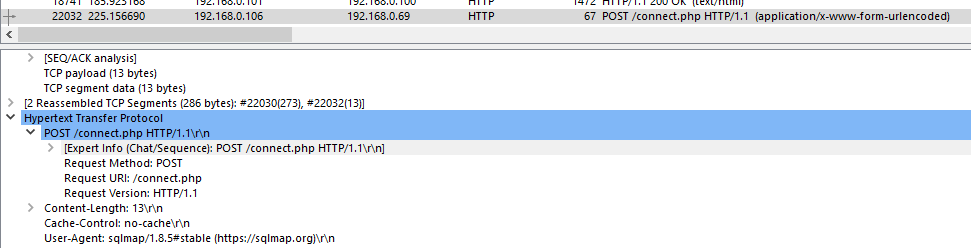 18741 185.923168 192.168.0.101 192.168.0.100 HTTP 1472 HTTP/1.1 200 OK (text/html)
22032 225.156690 192.168.0.106 192.168.0.69 HTTP 67 POST /connect.php HTTP/1.1 (application/x-www-form-urlencoded)
[SEQ/ACK analysis]
TCP payload (13 bytes)
TCP segment data (13 bytes)
[2 Reassembled TCP Segments (286 bytes): #22030(273), #22032(13)]
Hypertext Transfer Protocol
POST /connect.php HTTP/1.1\r\n
[Expert Info (Chat/Sequence): POST /connect.php HTTP/1.1\r\n]
Request Method: POST
Request URI: /connect.php
Request Version: HTTP/1.1
Content-Length: 13\r\n
Cache-Control: no-cache\r\n
User-Agent: sqlmap/1.8.5#stable (https://sqlmap.org)\r\n